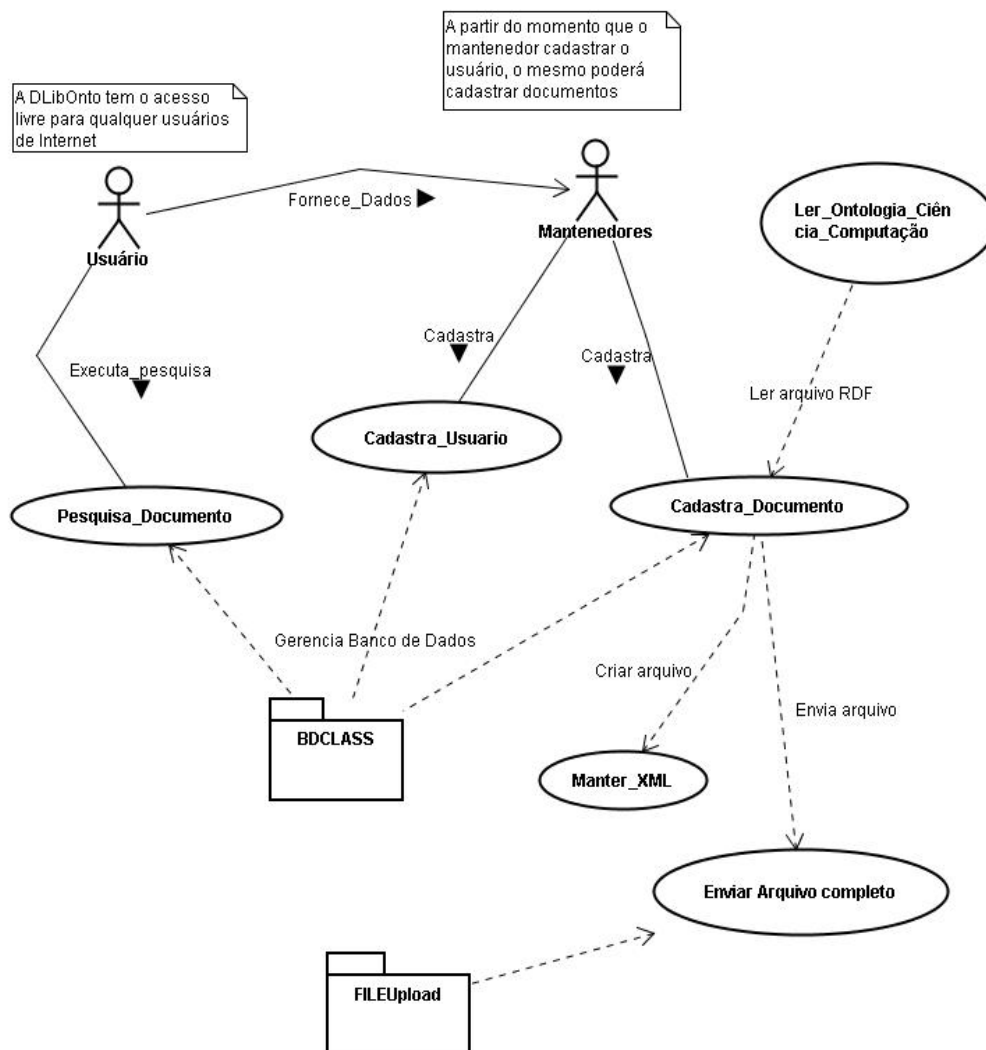 A partir do momento que o
mantenedor cadastrar o
usuário, o mesmo poderá
cadastrar documentos
A DLibOnto tem o acesso
livre para qualquer usuários
de Internet
Fornece_Dados
Usuário
Mantenedores
Ler_Ontologia_Ciên
cia_Computação
Cadastra
Cadastra
Executa_pesquisa
Ler arquivo RDF
Cadastra_Usuario
Pesquisa_Documento
Cadastra_Documento
Gerencia Banco de Dados
Criar arquivo
Envia arquivo
BDCLASS
Manter_XML
Enviar Arquivo completo
FILEUpload